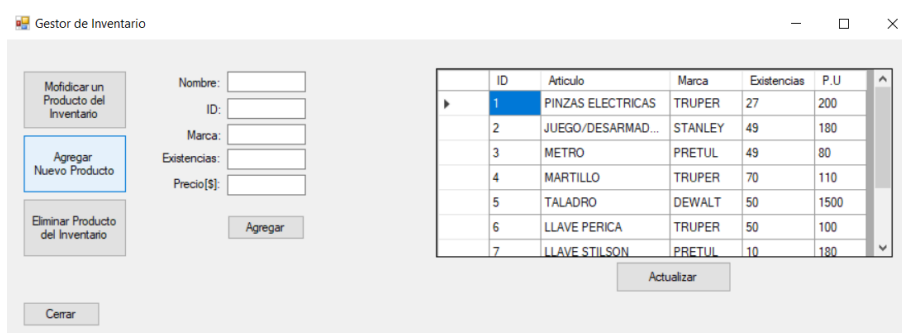 Gestor de Inventario
Mofidicar un
Producto del
Inventario
Agregar
Nuevo Producto
Eliminar Producto
del Inventario
Cerrar
Nombre:
ID:
Marca:
Existencias:
Precio[$]:
Agregar
ID Articulo Marca Existencias P.U
1 PINZAS ELECTRICAS TRUPER 27 200
2 JUEGO/DESARMAD... STANLEY 49 180
3 METRO PRETUL 49 80
4 MARTILLO TRUPER 70 110
5 TALADRO DEWALT 50 1500
6 LLAVE PERICA TRUPER 50 100
7 LLAVE STILSON PRETUL 10 180
Actualizar